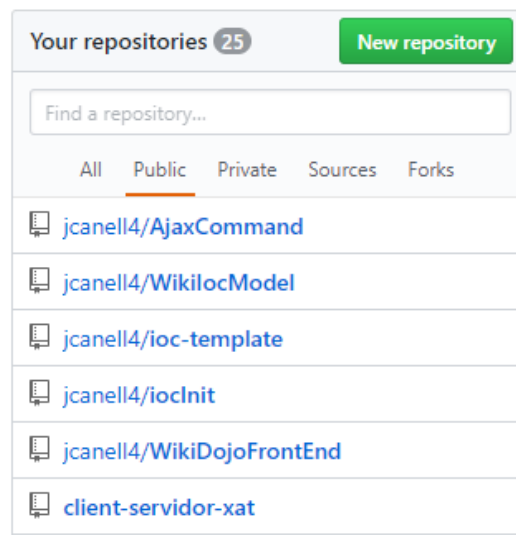 Your repositories 25 New repository
Find a repository...
All Public Private Sources Forks
jcanell4/AjaxCommand
jcanell4/WikiIocModel
jcanell4/ioc-template
jcanell4/iocInit
jcanell4/WikiDojoFrontEnd
client-servidor-xat